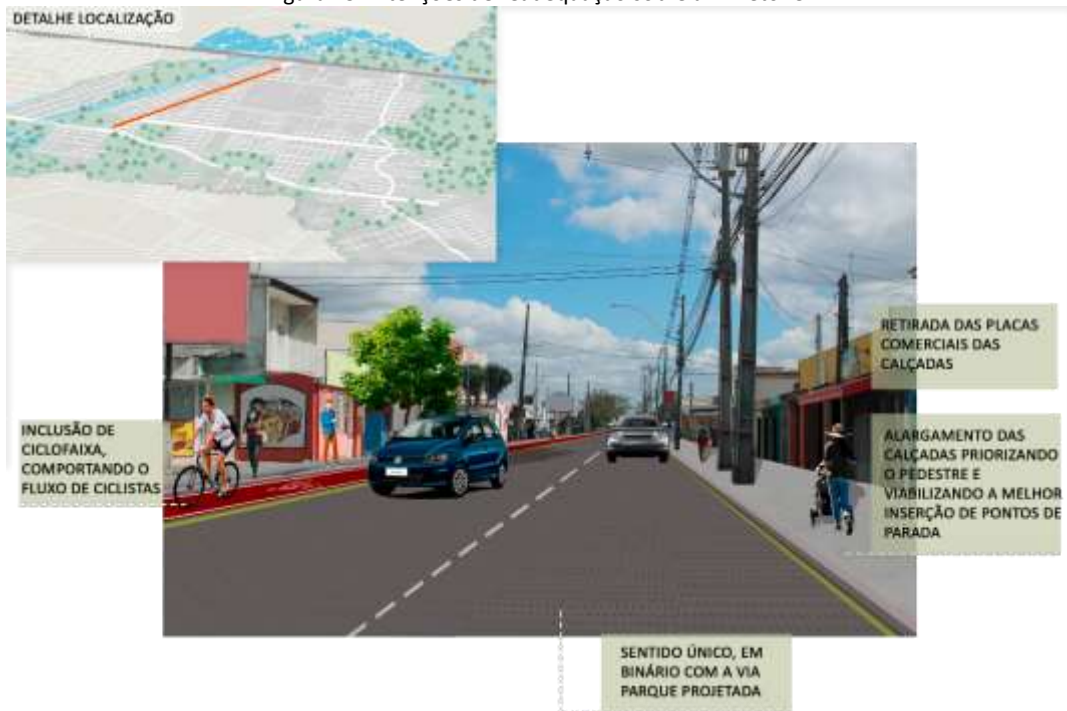 DETALHE LOCALIZAÇÃO
RETIRADA DAS PLACAS
COMERCIAIS DAS
CALÇADAS
INCLUSÃO DE
CICLOFAIXA,
COMPORTANDO O
FLUXO DE CICLISTAS
ALARGAMENTO DAS
CALÇADAS PRIORIZANDO
O PEDESTRE E
VIABILIZANDO A MELHOR
INSERÇÃO DE PONTOS DE
PARADA
SENTIDO ÚNICO, EM
BINÁRIO COM A VIA
PARQUE PROJETADA